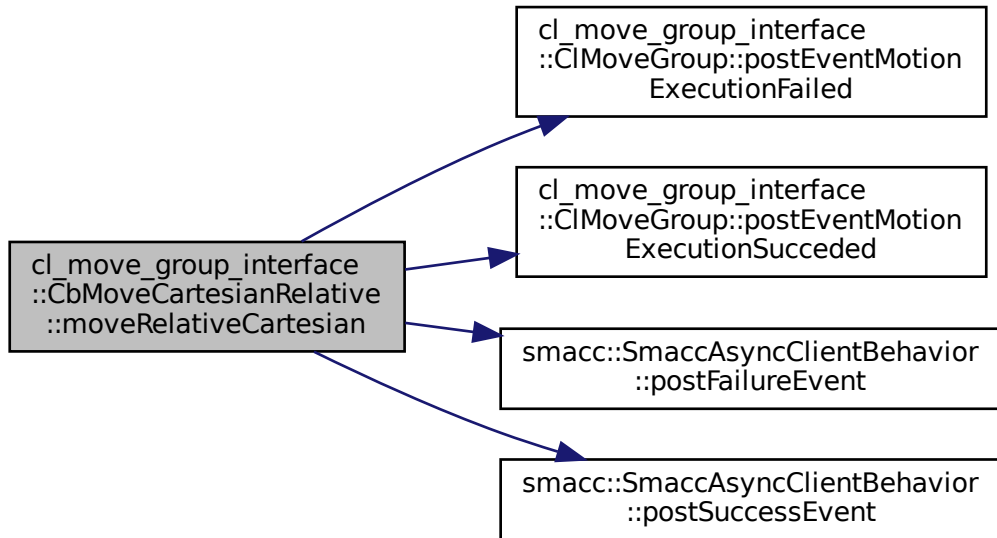 cl_move_group_interface
::ClMoveGroup::postEventMotion
ExecutionFailed
cl_move_group_interface
::ClMoveGroup::postEventMotion
ExecutionSucceded
cl_move_group_interface
::CbMoveCartesianRelative
::moveRelativeCartesian
smacc::SmaccAsyncClientBehavior
::postFailureEvent
smacc::SmaccAsyncClientBehavior
::postSuccessEvent